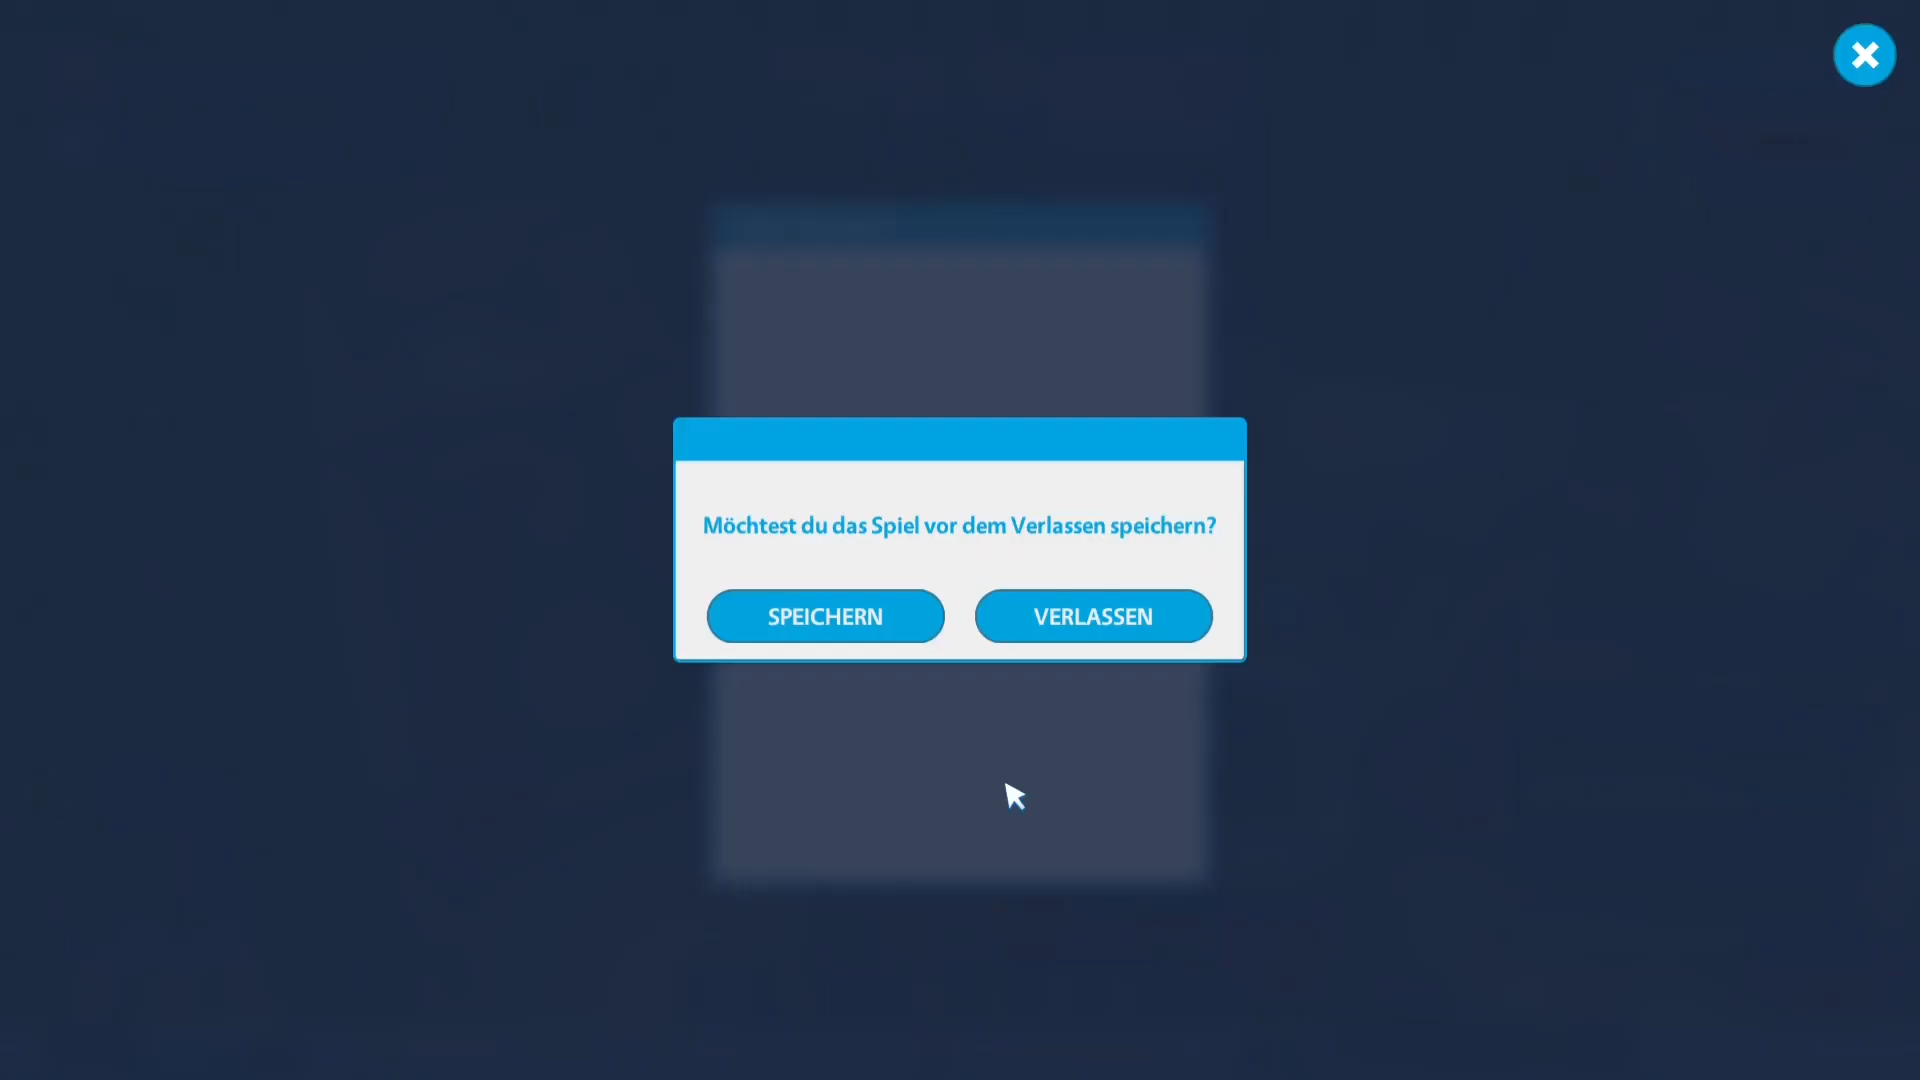 Möchtest du das Spiel vor dem Verlassen speichern?
SPEICHERN
VERLASSEN